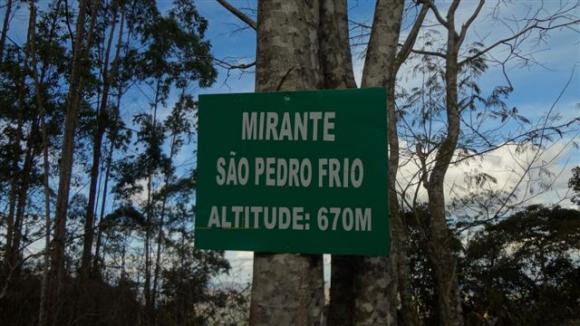 MIRANTE
SÃO PEDRO FRIO
ALTITUDE: 670M